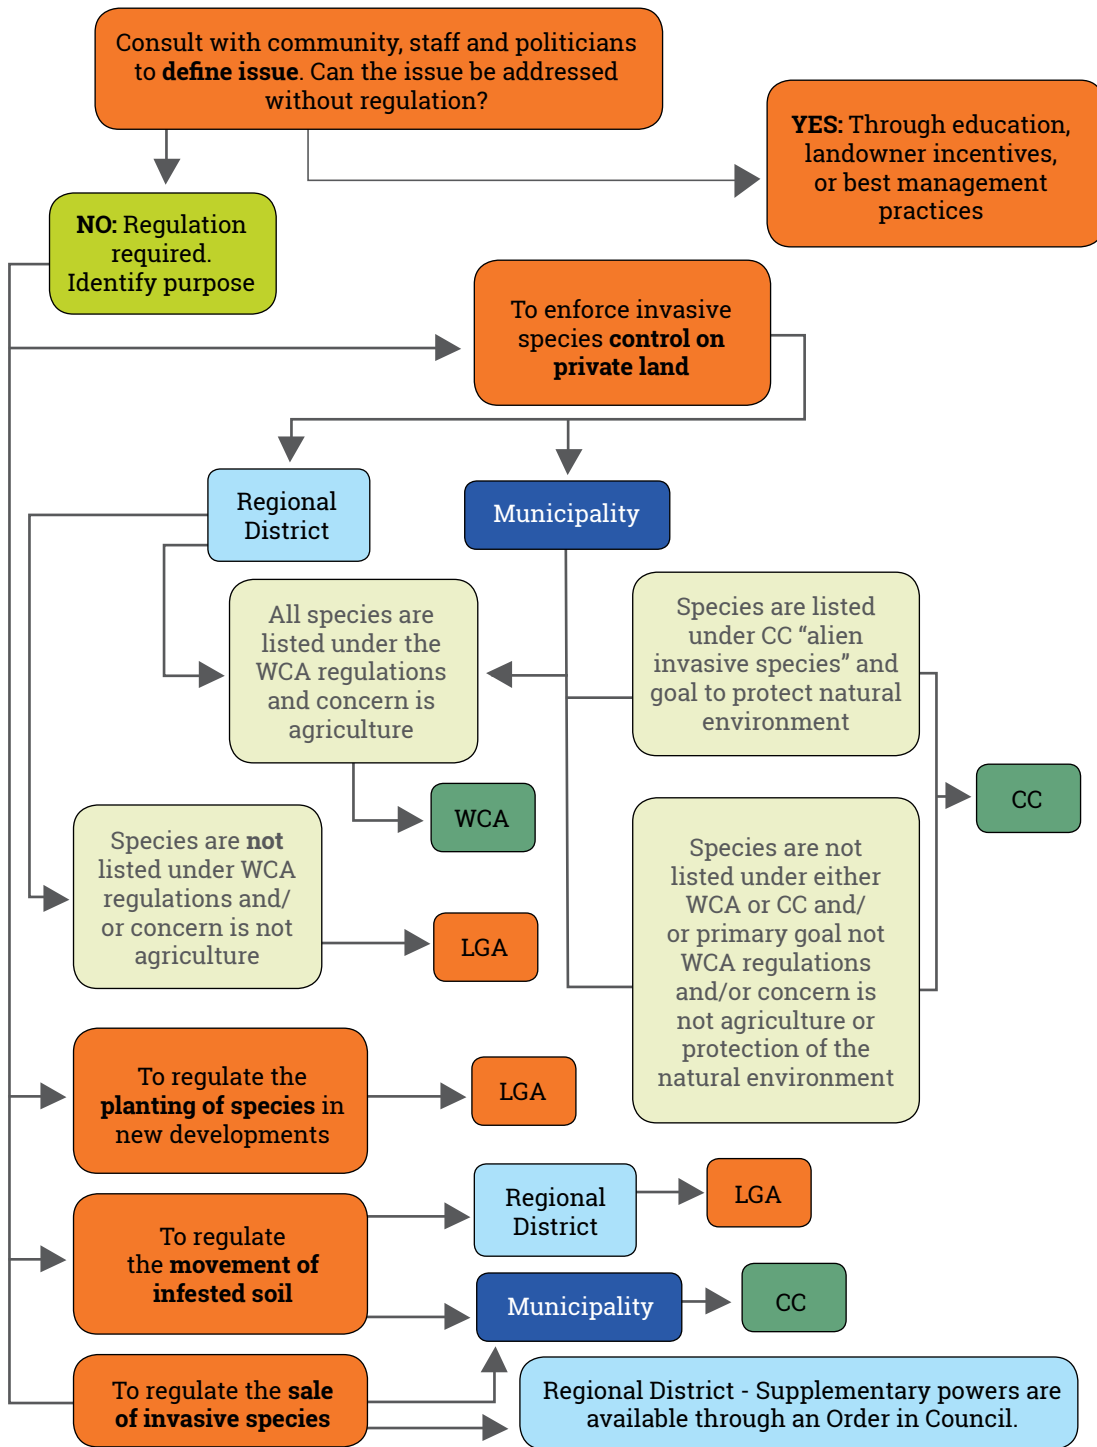 Consult with community, staff and politicians
to define issue. Can the issue be addressed
without regulation?
YES: Through education,
landowner incentives,
or best management
practices
NO: Regulation
required.
Identify purpose
To enforce invasive
species control on
private land
Regional
District
Municipality
All species are
listed under the
WCA regulations
and concern is
agriculture
Species are listed
under CC “alien
invasive species” and
goal to protect natural
environment
CC
WCA
Species are not
listed under WCA
regulations and/
or concern is not
agriculture
LGA
Species are not
listed under either
WCA or CC and/
or primary goal not
WCA regulations
and/or concern is
not agriculture or
protection of the
natural environment
To regulate the
planting of species in
new developments
LGA
To regulate
the movement of
infested soil
Regional
District
LGA
Municipality
CC
To regulate the sale
of invasive species
Regional District - Supplementary powers are
available through an Order in Council.